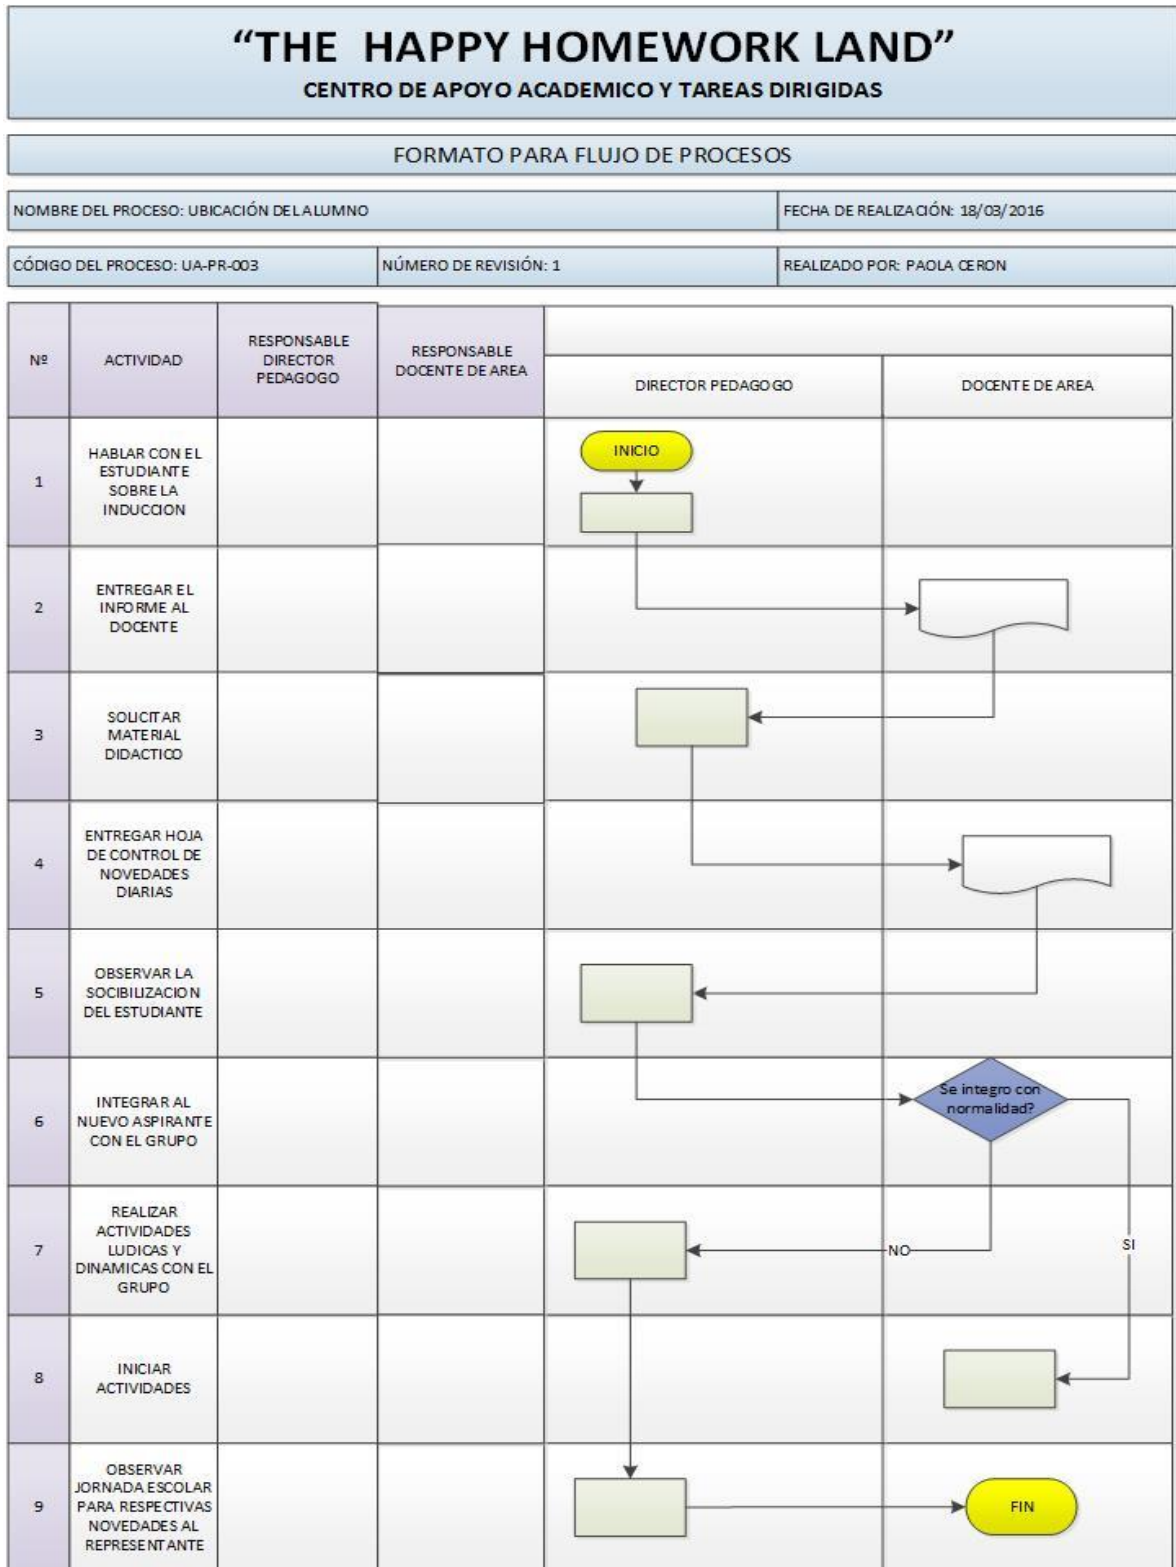 “THE HAPPY HOMEWORK LAND”
CENTRO DE APOYO ACADEMICO Y TAREAS DIRIGIDAS
FORMATO PARA FLUJO DE PROCESOS
NOMBRE DEL PROCESO: UBICACIÓN DEL ALUMNO
FECHA DE REALIZACIÓN: 18/03/2016
CÓDIGO DEL PROCESO: UA-PR-003
NÚMERO DE REVISIÓN: 1
REALIZADO POR: PAOLA CERON
Nº
ACTIVIDAD
RESPONSABLE
DIRECTOR
PEDAGOGO
RESPONSABLE
DOCENTE DE AREA
DIRECTOR PEDAGOGO
DOCENTE DE AREA
1
HABLAR CON EL
ESTUDIANTE
SOBRE LA
INDUCCION
INICIO
2
ENTREGAR EL
INFORME AL
DOCENTE
3
SOLICITAR
MATERIAL
DIDACTICO
4
ENTREGAR HOJA
DE CONTROL DE
NOVEDADES
DIARIAS
5
OBSERVAR LA
SOCIBILIZACION
DEL ESTUDIANTE
6
INTEGRAR AL
NUEVO ASPIRANTE
CON EL GRUPO
Se integro con
normalidad?
7
REALIZAR
ACTIVIDADES
LUDICAS Y
DINAMICAS CON EL
GRUPO
NO
SI
8
INICIAR
ACTIVIDADES
9
OBSERVAR
JORNADA ESCOLAR
PARA RESPECTIVAS
NOVEDADES AL
REPRESENTANTE
FIN